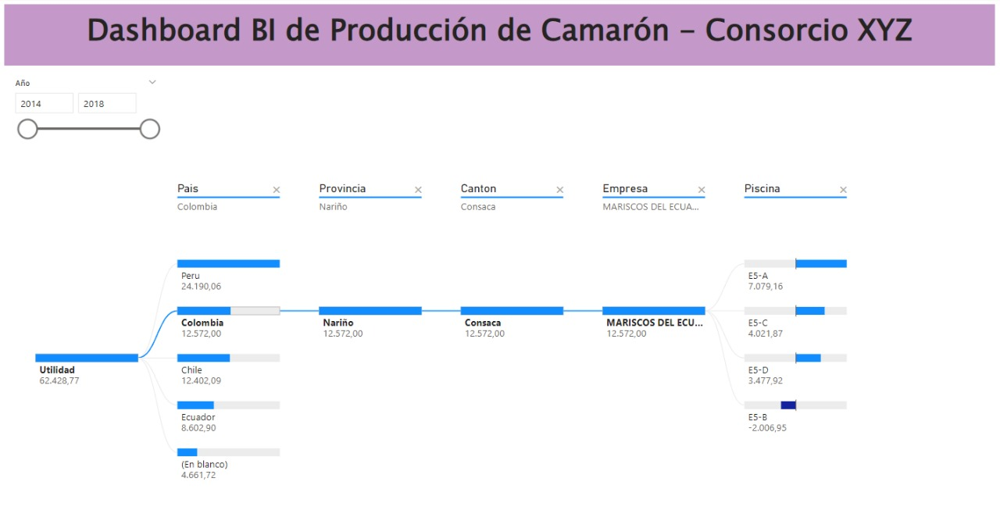 Dashboard BI de Producción de Camarón – Consorcio XYZ
Año
2014 2018
Pais Provincia Canton Empresa Piscina
Colombia Nariño Consaca MARISCOS DEL ECUA...
Peru
24.190,06
Colombia
12.572,00
Nariño
12.572,00
Consaca
12.572,00
MARISCOS DEL ECU...
12.572,00
Utilidad
62.428,77
Chile
12.402,09
Ecuador
8.602,90
(En blanco)
4.661,72
E5-A
7.079,16
E5-C
4.021,87
E5-D
3.477,92
E5-B
-2.006,95